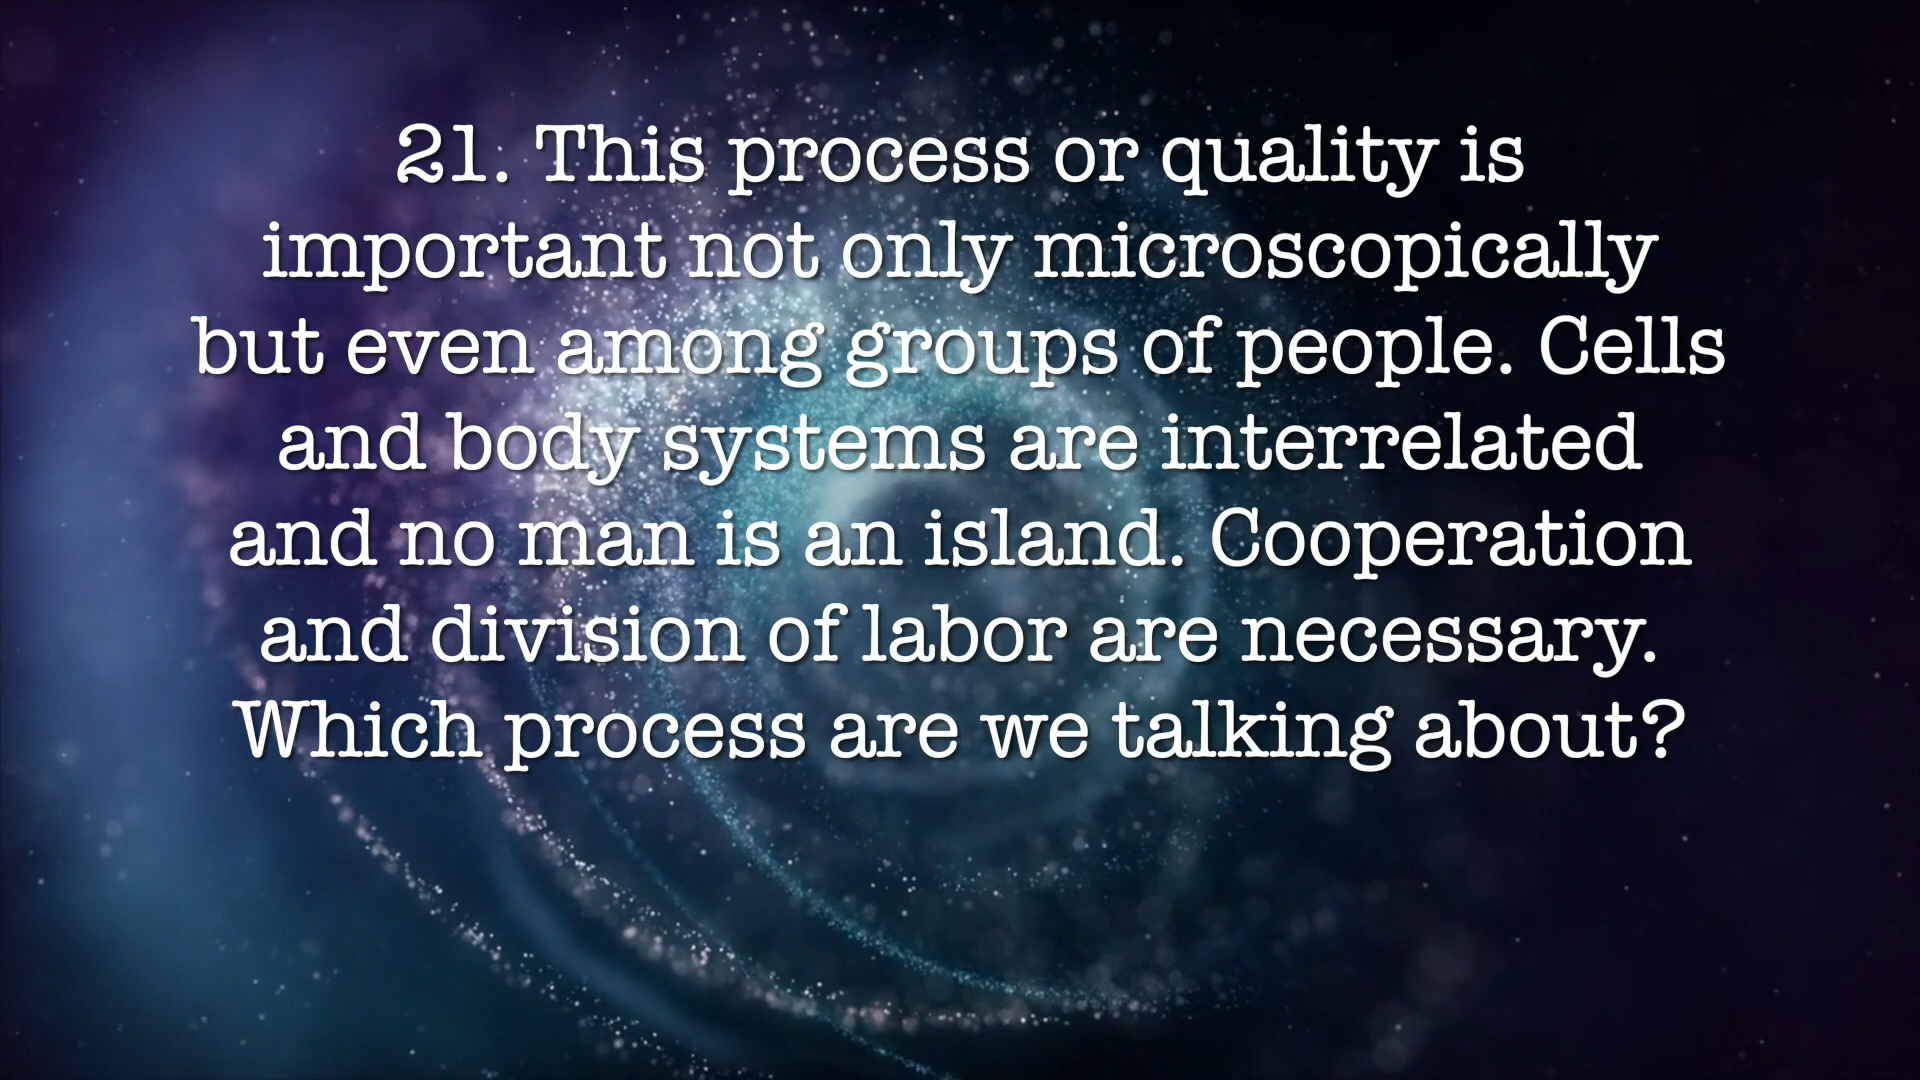 21. This process or quality is
important not only microscopically
but even among groups of people. Cells
and body systems are interrelated
and no man is an island. Cooperation
and division of labor are necessary.
Which process are we talking about?